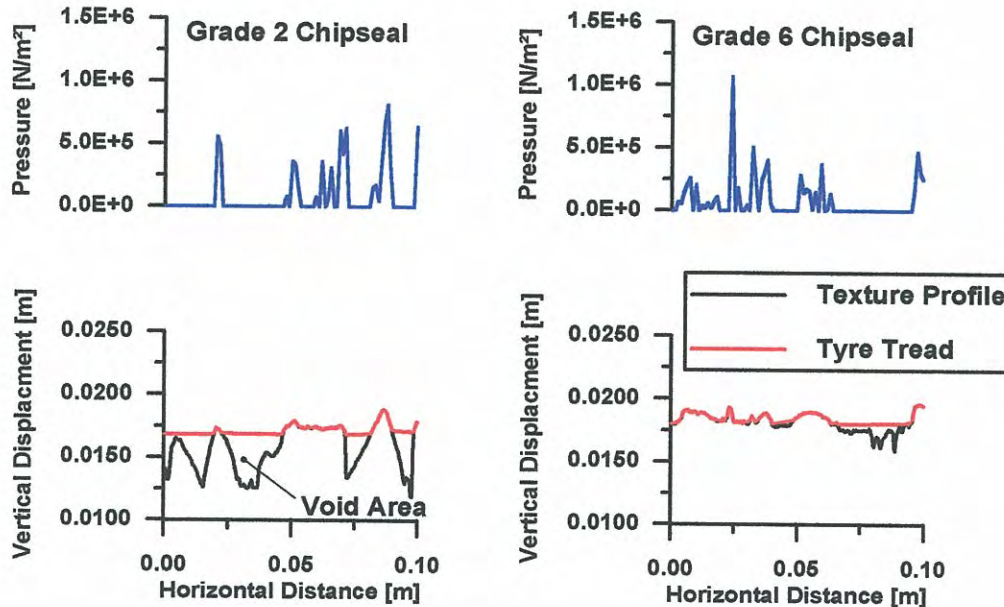 Grade 2 Chipseal
Pressure [N/m²]
1.5E+6
1.0E+6
5.0E+5
0.0E+0
Grade 6 Chipseal
Pressure [N/m²]
1.5E+6
1.0E+6
5.0E+5
0.0E+0
Vertical Displacment [m]
0.0250
0.0200
0.0150
0.0100
Void Area
0.00
0.05
0.10
Horizontal Distance [m]
Texture Profile
Tyre Tread
Vertical Displacment [m]
0.0250
0.0200
0.0150
0.0100
0.00
0.05
0.10
Horizontal Distance [m]